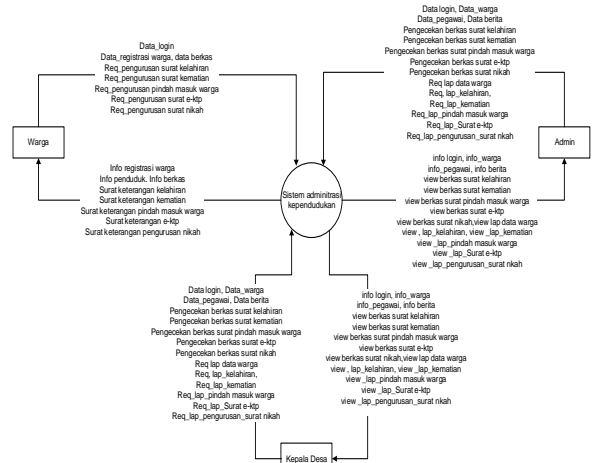 Data_login
Data_registrasi warga, data berkas
Req_pengurusan surat kelahiran
Req_pengurusan surat kematian
Req_pengurusan pindah masuk warga
Req_pengurusan surat e-ktp
Req_pengurusan surat nikah
Warga
Info registrasi warga
Info penduduk. Info berkas
Surat keterangan kelahiran
Surat keterangan kematian
Surat keterangan pindah masuk warga
Surat keterangan e-ktp
Surat keterangan pengurusan nikah
Sistem adminitrasi
kependudukan
Data login, Data_warga
Data_pegawai, Data berita
Pengecekan berkas surat kelahiran
Pengecekan berkas surat kematian
Pengecekan berkas surat pindah masuk warga
Pengecekan berkas surat e-ktp
Pengecekan berkas surat nikah
Req lap data warga
Req, lap_kelahiran,
Req_lap_kematian
Req_lap_pindah masuk warga
Req_lap_Surat e-ktp
Req_lap_pengurusan_surat nkah
Admin
info login, info_warga
info_pegawai, info berita
view berkas surat kelahiran
view berkas surat kematian
view berkas surat pindah masuk warga
view berkas surat e-ktp
view berkas surat nikah,view lap data warga
view , lap_kelahiran, view _lap_kematian
view _lap_pindah masuk warga
view _lap_Surat e-ktp
view _lap_pengurusan_surat nkah
Data login, Data_warga
Data_pegawai, Data berita
Pengecekan berkas surat kelahiran
Pengecekan berkas surat kematian
Pengecekan berkas surat pindah masuk warga
Pengecekan berkas surat e-ktp
Pengecekan berkas surat nikah
Req lap data warga
Req, lap_kelahiran,
Req_lap_kematian
Req_lap_pindah masuk warga
Req_lap_Surat e-ktp
Req_lap_pengurusan_surat nkah
info login, info_warga
info_pegawai, info berita
view berkas surat kelahiran
view berkas surat kematian
view berkas surat pindah masuk warga
view berkas surat e-ktp
view berkas surat nikah,view lap data warga
view , lap_kelahiran, view _lap_kematian
view _lap_pindah masuk warga
view _lap_Surat e-ktp
view _lap_pengurusan_surat nkah
Kepala Desa